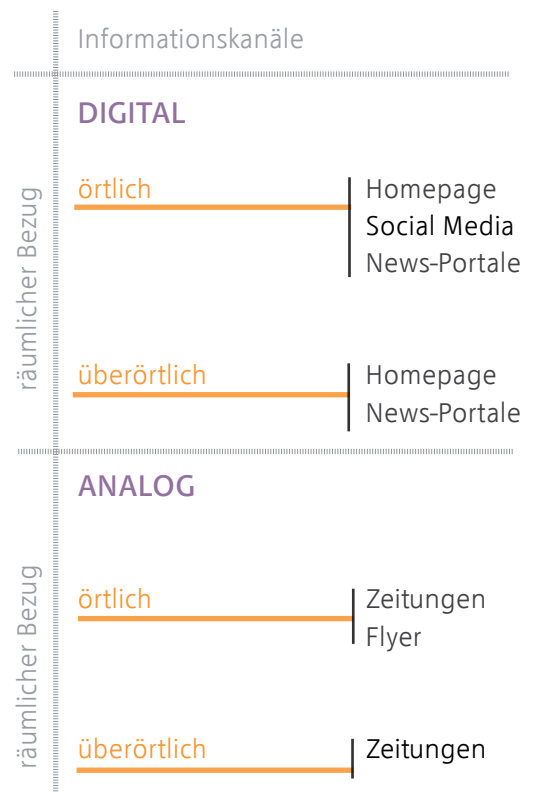 Informationskanäle
DIGITAL
räumlicher Bezug
örtlich
Homepage
Social Media
News-Portale
überörtlich
Homepage
News-Portale
ANALOG
räumlicher Bezug
örtlich
Zeitungen
Flyer
überörtlich
Zeitungen